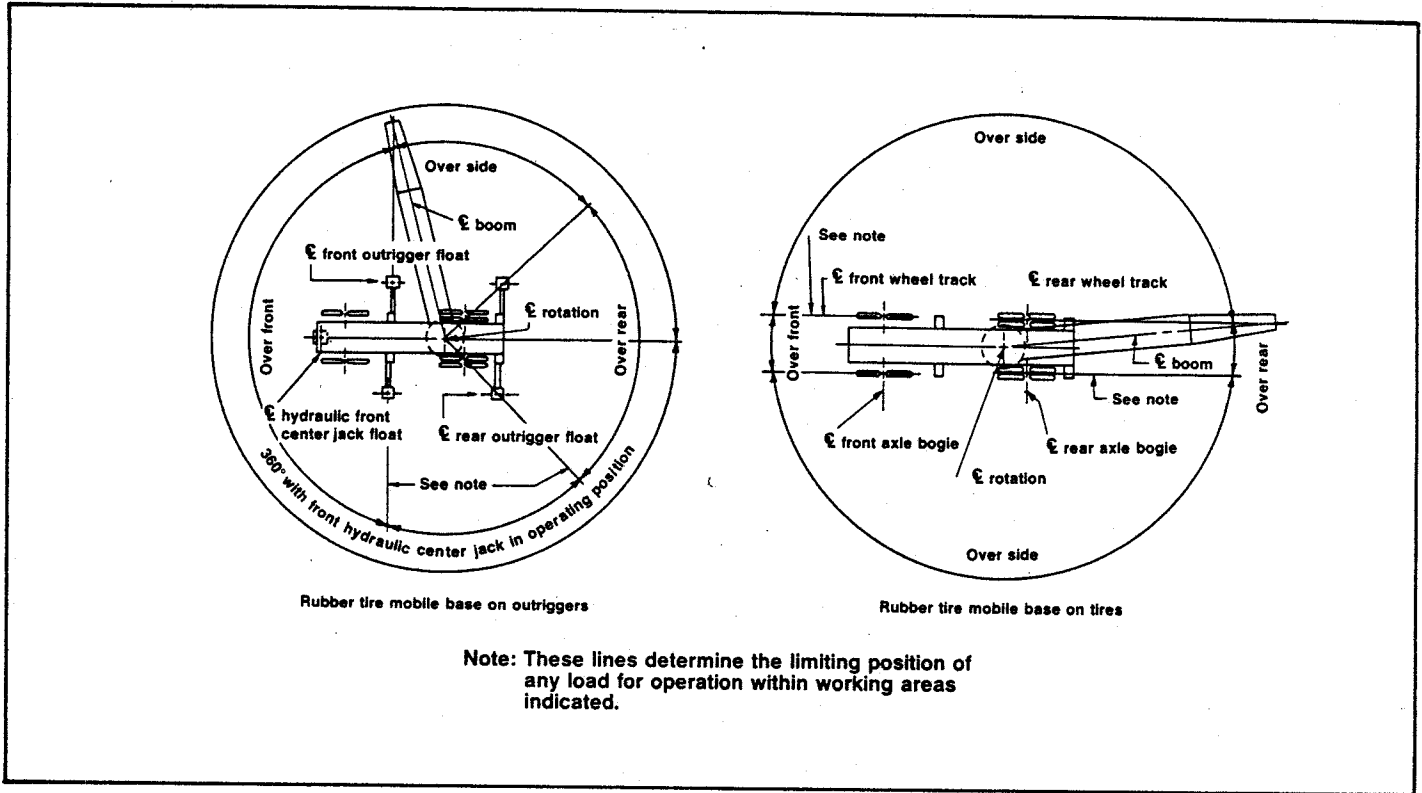 Over side
℄ boom
℄ front outrigger float
℄ rotation
Over front
Over rear
℄ hydraulic front
center jack float
℄ rear outrigger float
See note
360° with front hydraulic center jack in operating position
Rubber tire mobile base on outriggers
Over side
See note
℄ front wheel track
℄ rear wheel track
Over front
℄ boom
Over rear
See note
℄ front axle bogie
℄ rear axle bogie
℄ rotation
Over side
Rubber tire mobile base on tires
Note: These lines determine the limiting position of
any load for operation within working areas
indicated.